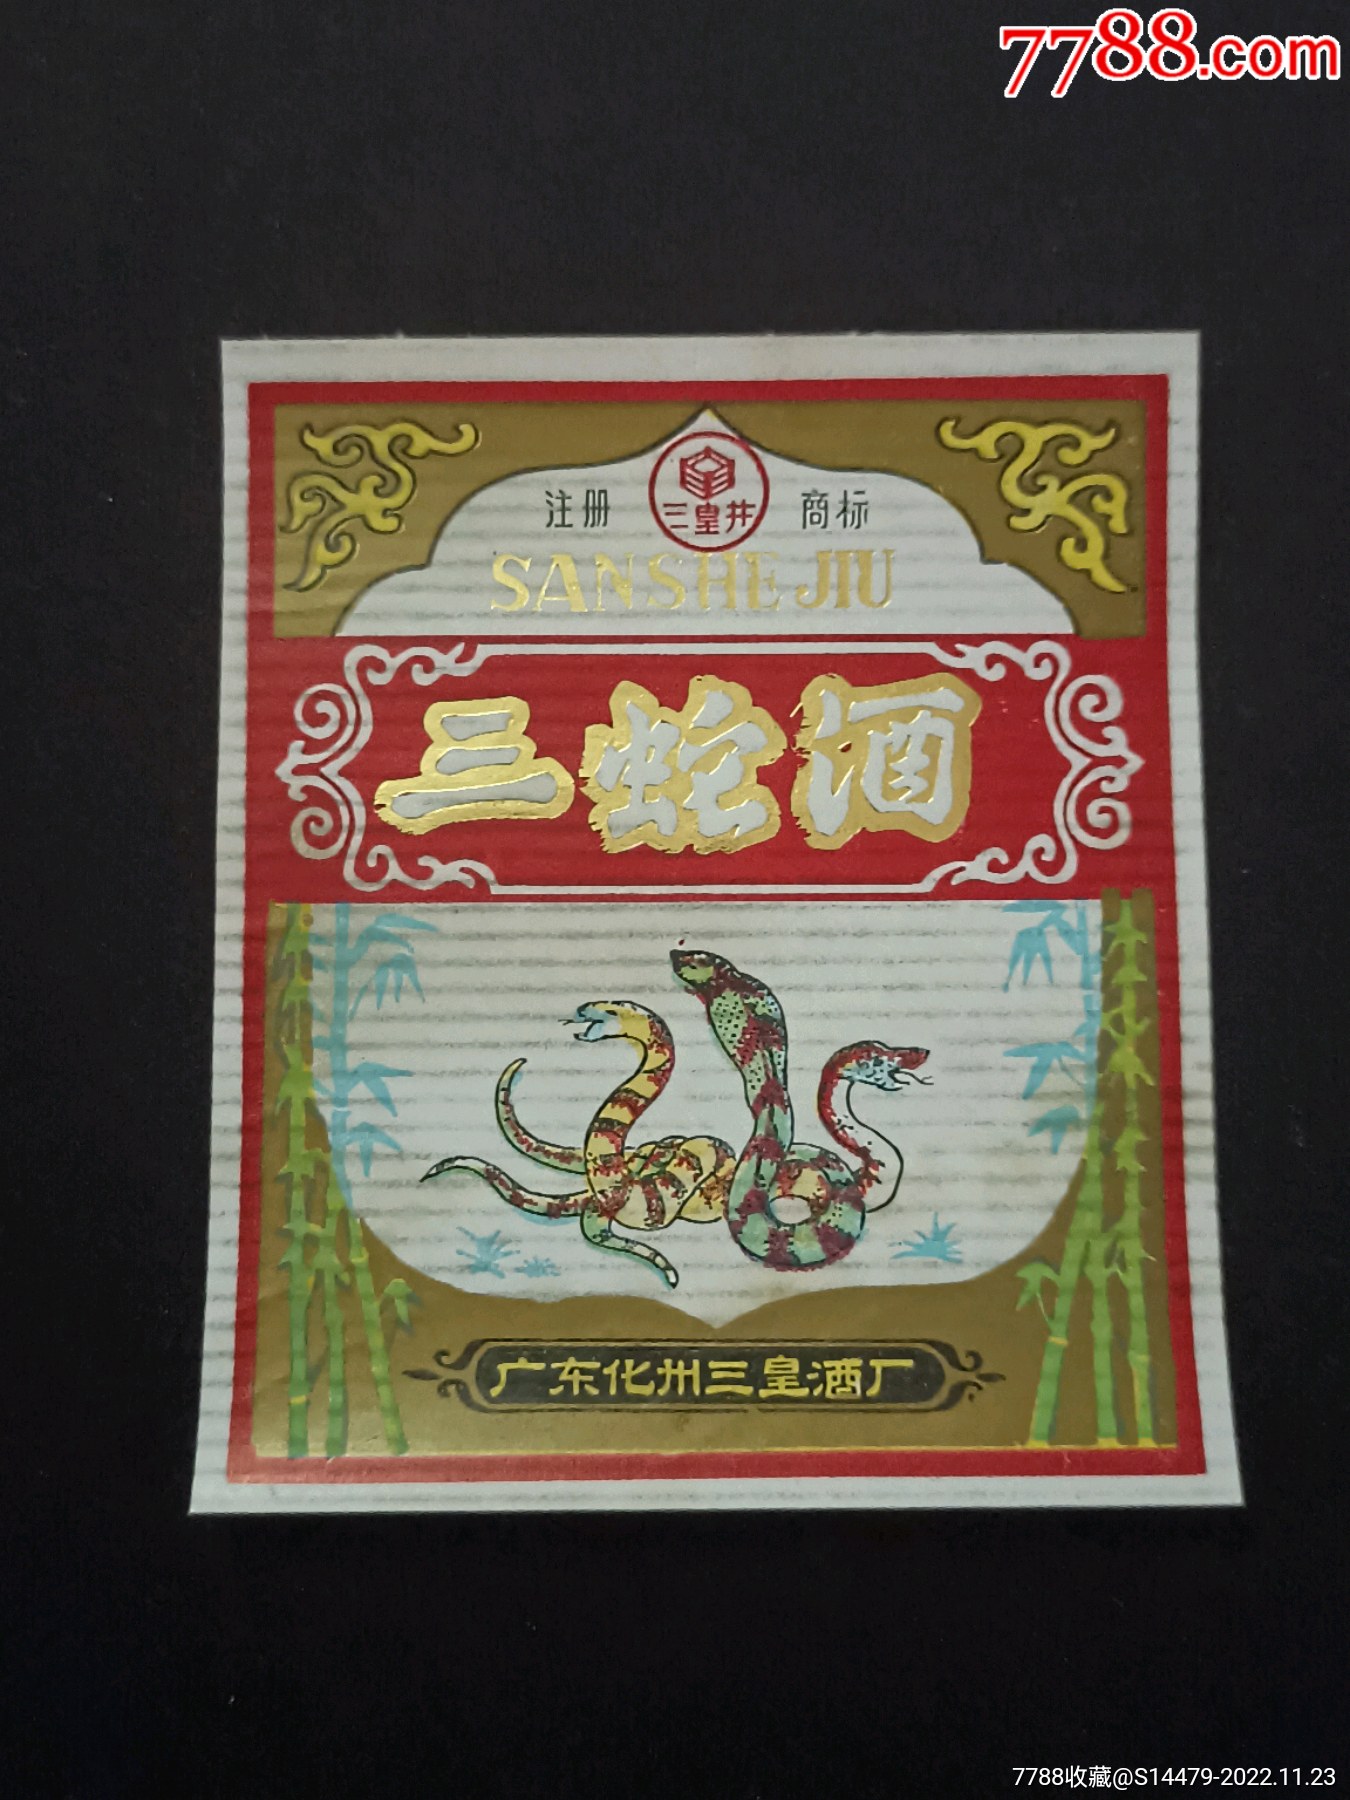 7788.com
注册 三皇井 商标
SANSHE JIU
三蛇酒
广东化州三皇酒厂
7788收藏@S14479-2022.11.23